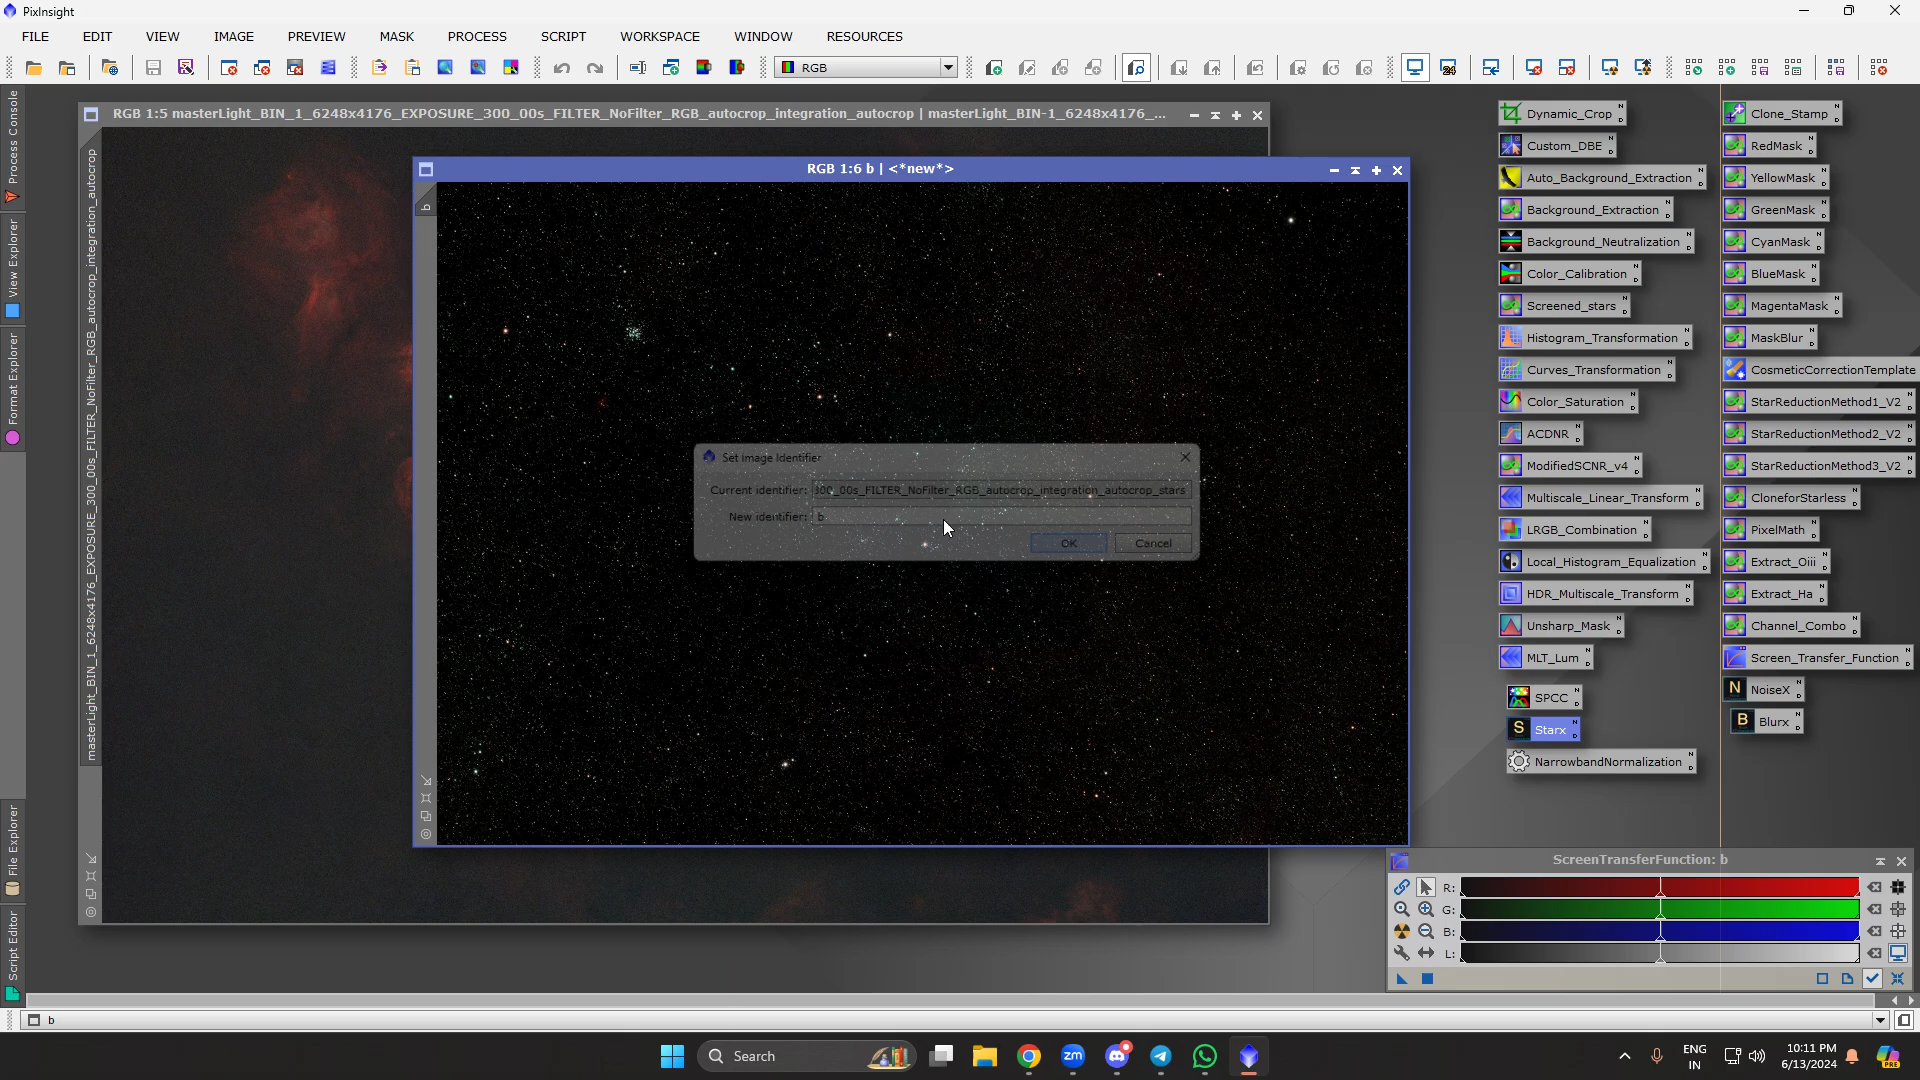 PixInsight
FILE EDIT VIEW IMAGE PREVIEW MASK PROCESS SCRIPT WORKSPACE WINDOW RESOURCES
RGB
24
Process Console
View Explorer
Format Explorer
File Explorer
Script Editor
RGB 1:5 masterLight_BIN_1_6248x4176_EXPOSURE_300_00s_FILTER_NoFilter_RGB_autocrop_integration_autocrop | masterLight_BIN-1_6248x4176_...
masterLight_BIN_1_6248x4176_EXPOSURE_300_00s_FILTER_NoFilter_RGB_autocrop_integration_autocrop
RGB 1:6 b | <*new*>
b
Set Image Identifier
Current identifier: 300_00s_FILTER_NoFilter_RGB_autocrop_integration_autocrop_stars
New identifier: b
OK Cancel
Dynamic_Crop
Custom_DBE
Auto_Background_Extraction
Background_Extraction
Background_Neutralization
Color_Calibration
Screened_stars
Histogram_Transformation
Curves_Transformation
Color_Saturation
ACDNR
ModifiedSCNR_v4
Multiscale_Linear_Transform
LRGB_Combination
Local_Histogram_Equalization
HDR_Multiscale_Transform
Unsharp_Mask
MLT_Lum
SPCC
S Starx
NarrowbandNormalization
Clone_Stamp
RedMask
YellowMask
GreenMask
CyanMask
BlueMask
MagentaMask
MaskBlur
CosmeticCorrectionTemplate
StarReductionMethod1_V2
StarReductionMethod2_V2
StarReductionMethod3_V2
CloneforStarless
PixelMath
Extract_Oiii
Extract_Ha
Channel_Combo
Screen_Transfer_Function
N NoiseX
B Blurx
ScreenTransferFunction: b
R:
G:
B:
L:
b
Search
zm
ENG
IN
10:11 PM
6/13/2024
PRE